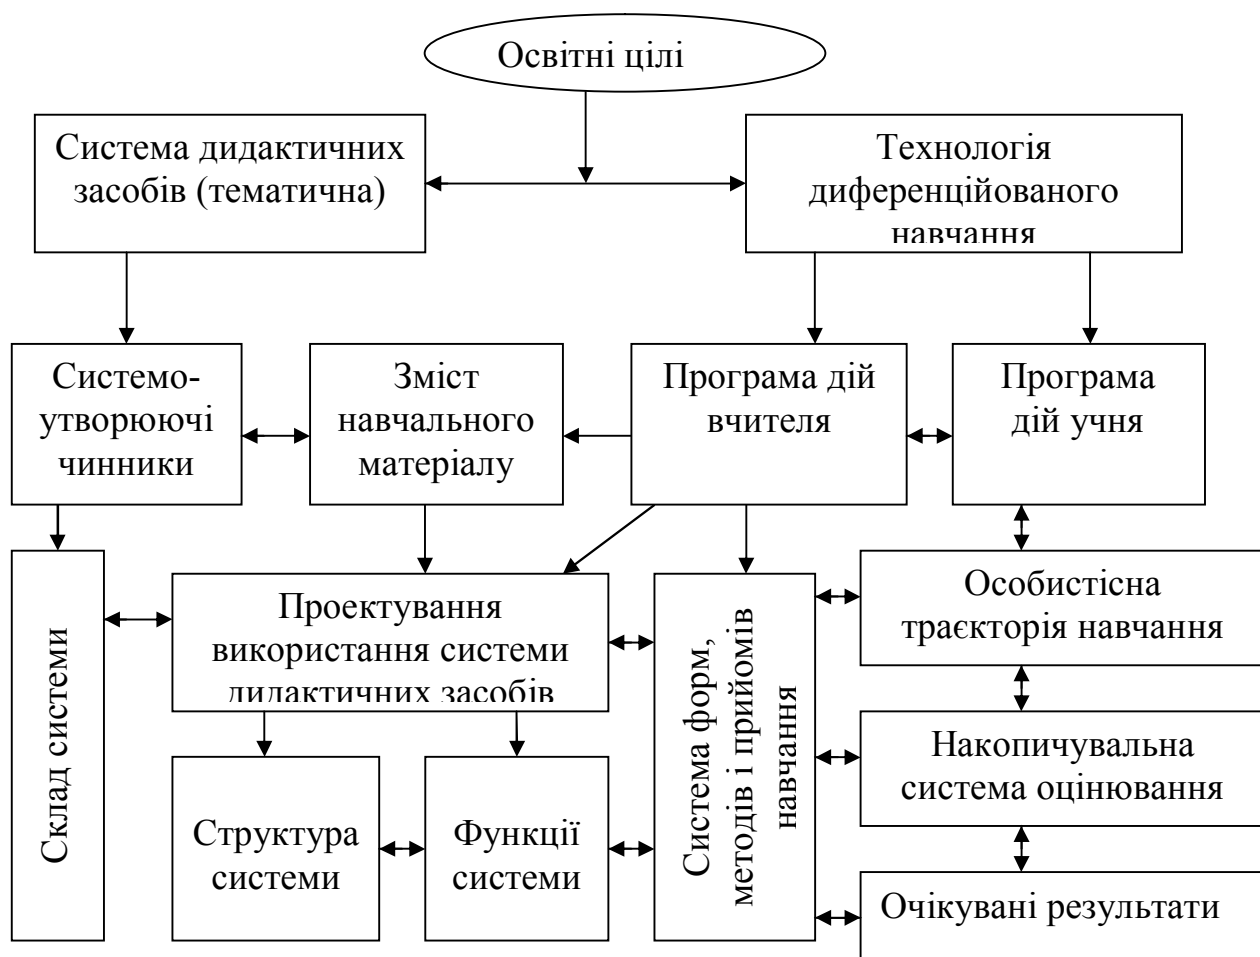 Освітні цілі
Система дидактичних
засобів (тематична)
Технологія
диференційованого
навчання
Системо-
утворюючі
чинники
Зміст
навчального
матеріалу
Програма дій
вчителя
Програма
дій учня
Склад системи
Проектування
використання системи
дидактичних засобів
Система форм,
методів і прийомів
навчання
Особистісна
траєкторія навчання
Накопичувальна
система оцінювання
Структура
системи
Функції
системи
Очікувані результати